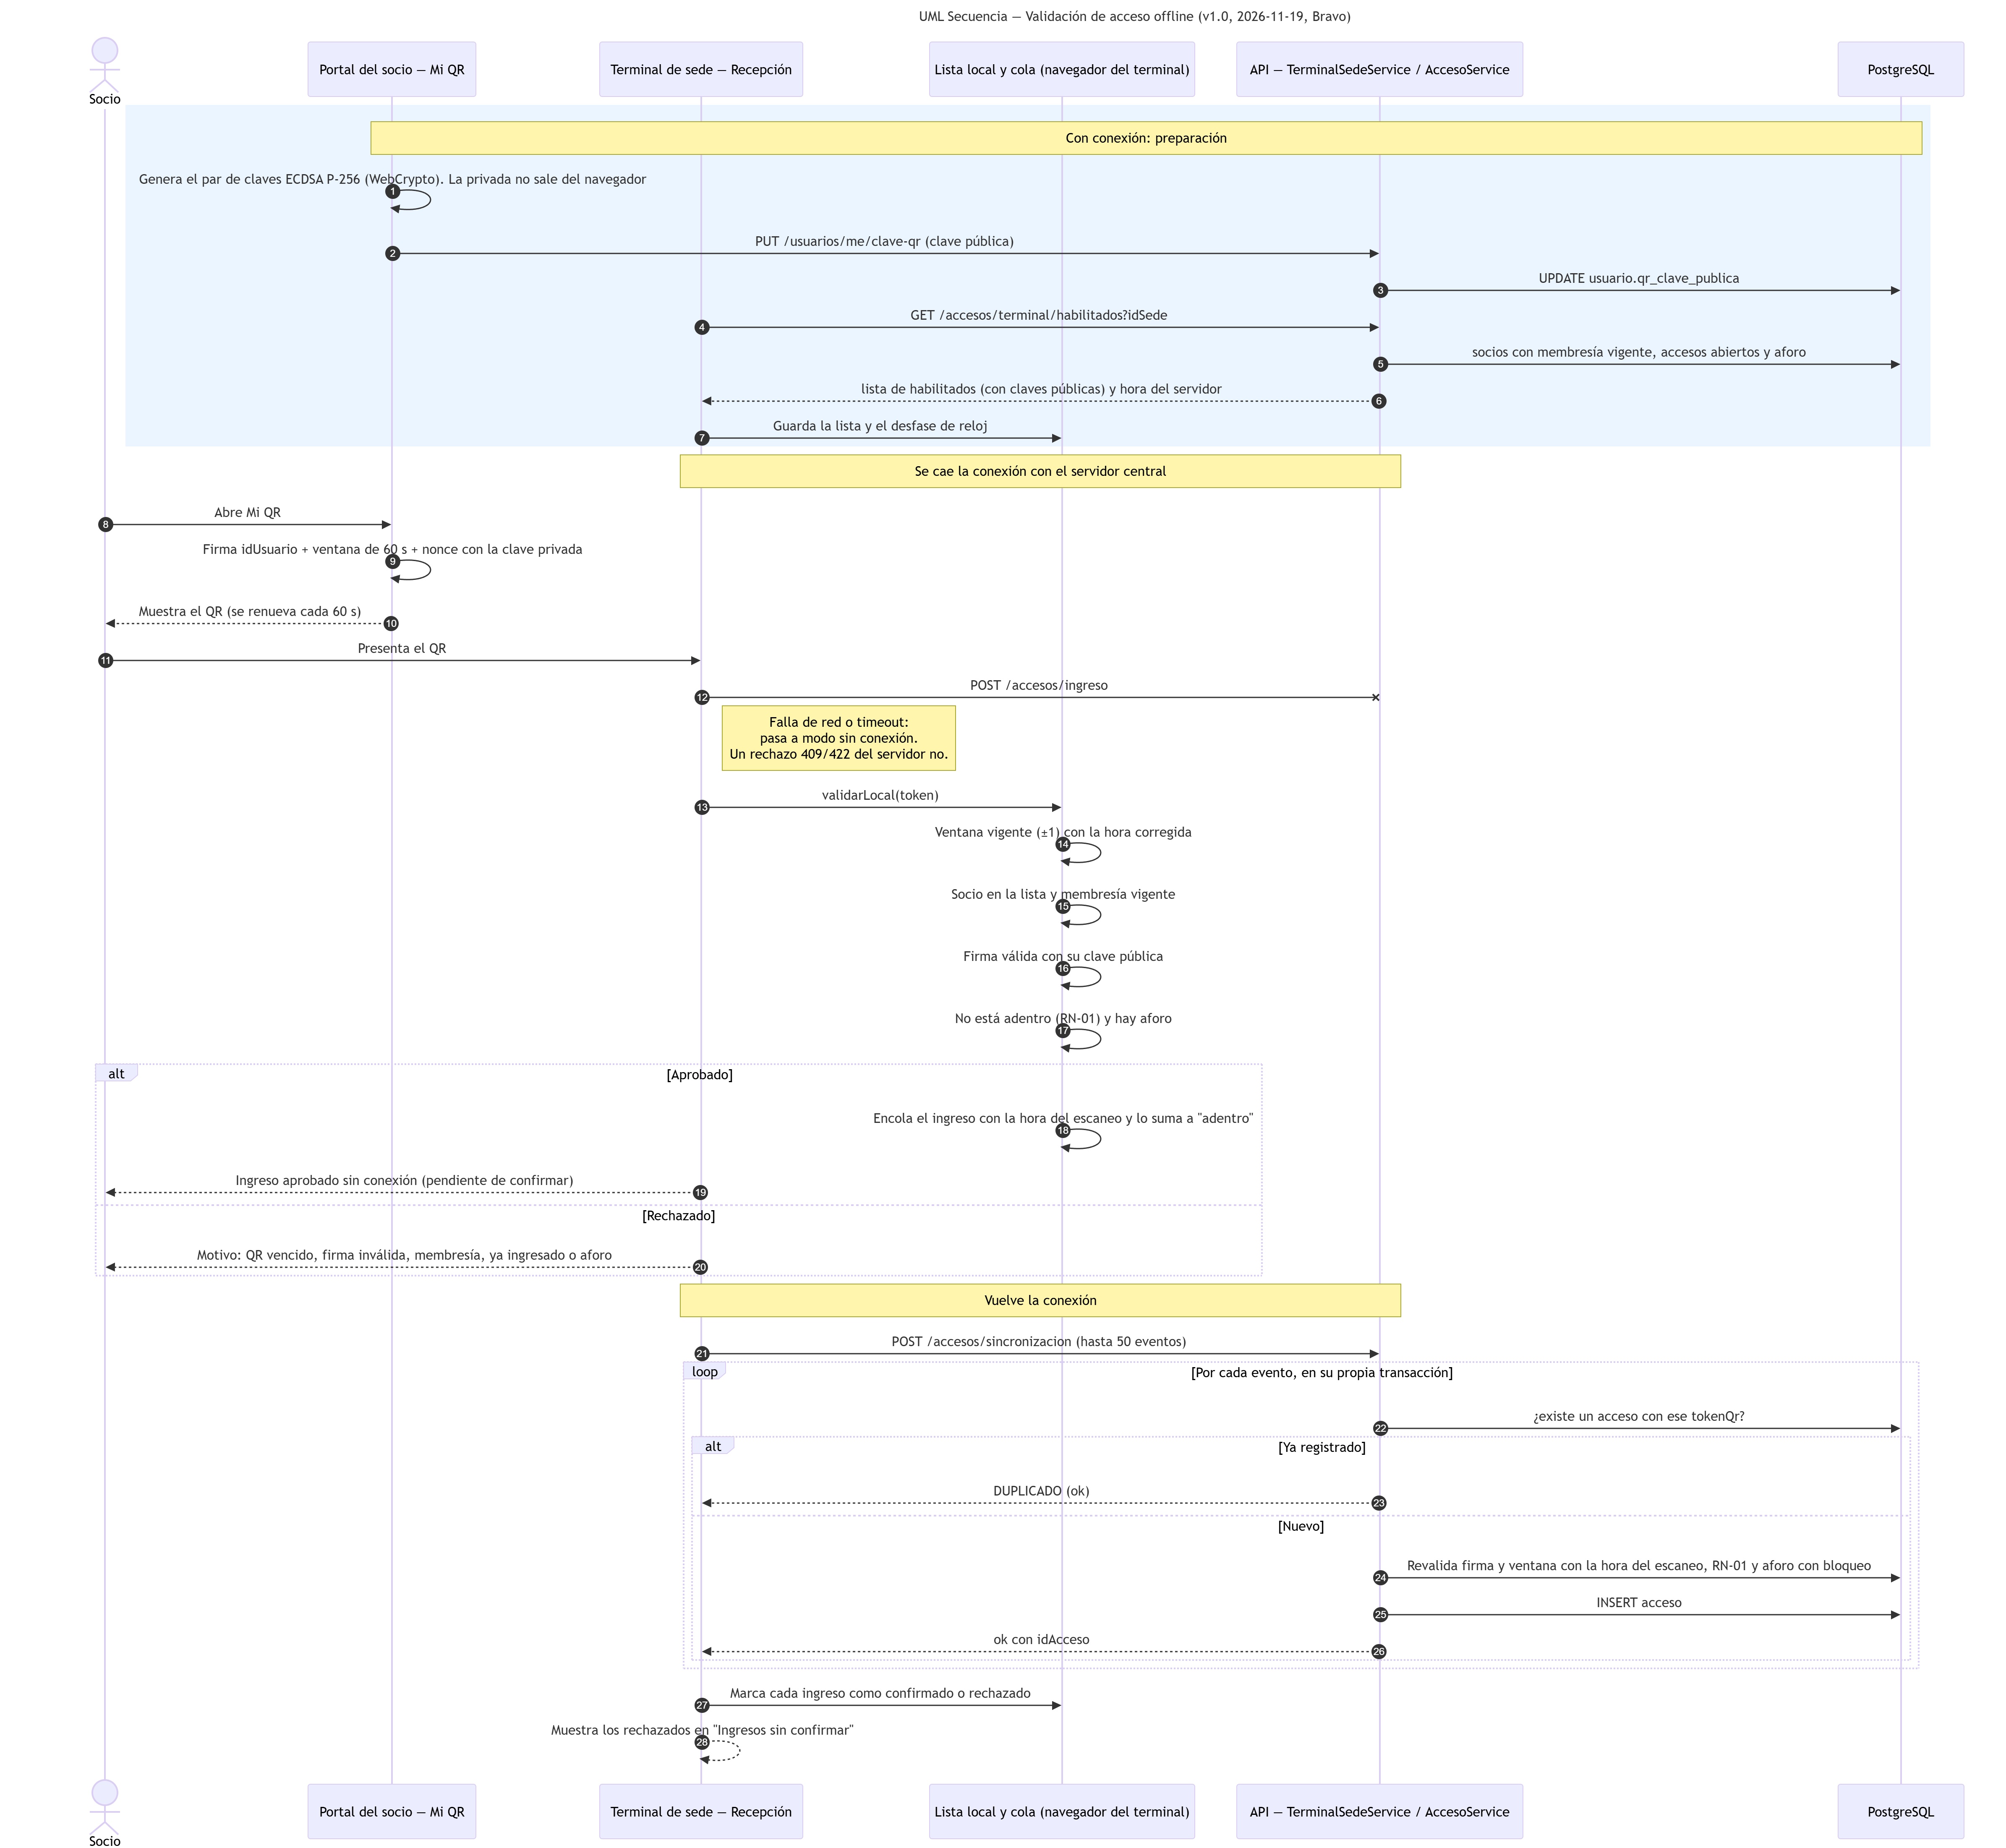 UML Secuencia — Validación de acceso offline (v1.0, 2026-11-19, Bravo)
Socio
Portal del socio — Mi QR
Terminal de sede — Recepción
Lista local y cola (navegador del terminal)
API — TerminalSedeService / AccesoService
PostgreSQL
Con conexión: preparación
Genera el par de claves ECDSA P-256 (WebCrypto). La privada no sale del navegador
1
PUT /usuarios/me/clave-qr (clave pública)
2
UPDATE usuario.qr_clave_publica
3
GET /accesos/terminal/habilitados?idSede
4
socios con membresía vigente, accesos abiertos y aforo
5
lista de habilitados (con claves públicas) y hora del servidor
6
Guarda la lista y el desfase de reloj
7
Se cae la conexión con el servidor central
Abre Mi QR
8
Firma idUsuario + ventana de 60 s + nonce con la clave privada
9
Muestra el QR (se renueva cada 60 s)
10
Presenta el QR
11
POST /accesos/ingreso
12
Falla de red o timeout:
pasa a modo sin conexión.
Un rechazo 409/422 del servidor no.
validarLocal(token)
13
Ventana vigente (±1) con la hora corregida
14
Socio en la lista y membresía vigente
15
Firma válida con su clave pública
16
No está adentro (RN-01) y hay aforo
17
alt
[Aprobado]
Encola el ingreso con la hora del escaneo y lo suma a "adentro"
18
Ingreso aprobado sin conexión (pendiente de confirmar)
19
[Rechazado]
Motivo: QR vencido, firma inválida, membresía, ya ingresado o aforo
20
Vuelve la conexión
POST /accesos/sincronizacion (hasta 50 eventos)
21
loop
[Por cada evento, en su propia transacción]
¿existe un acceso con ese tokenQr?
22
alt
[Ya registrado]
DUPLICADO (ok)
23
[Nuevo]
Revalida firma y ventana con la hora del escaneo, RN-01 y aforo con bloqueo
24
INSERT acceso
25
ok con idAcceso
26
Marca cada ingreso como confirmado o rechazado
27
Muestra los rechazados en "Ingresos sin confirmar"
28
Socio
Portal del socio — Mi QR
Terminal de sede — Recepción
Lista local y cola (navegador del terminal)
API — TerminalSedeService / AccesoService
PostgreSQL